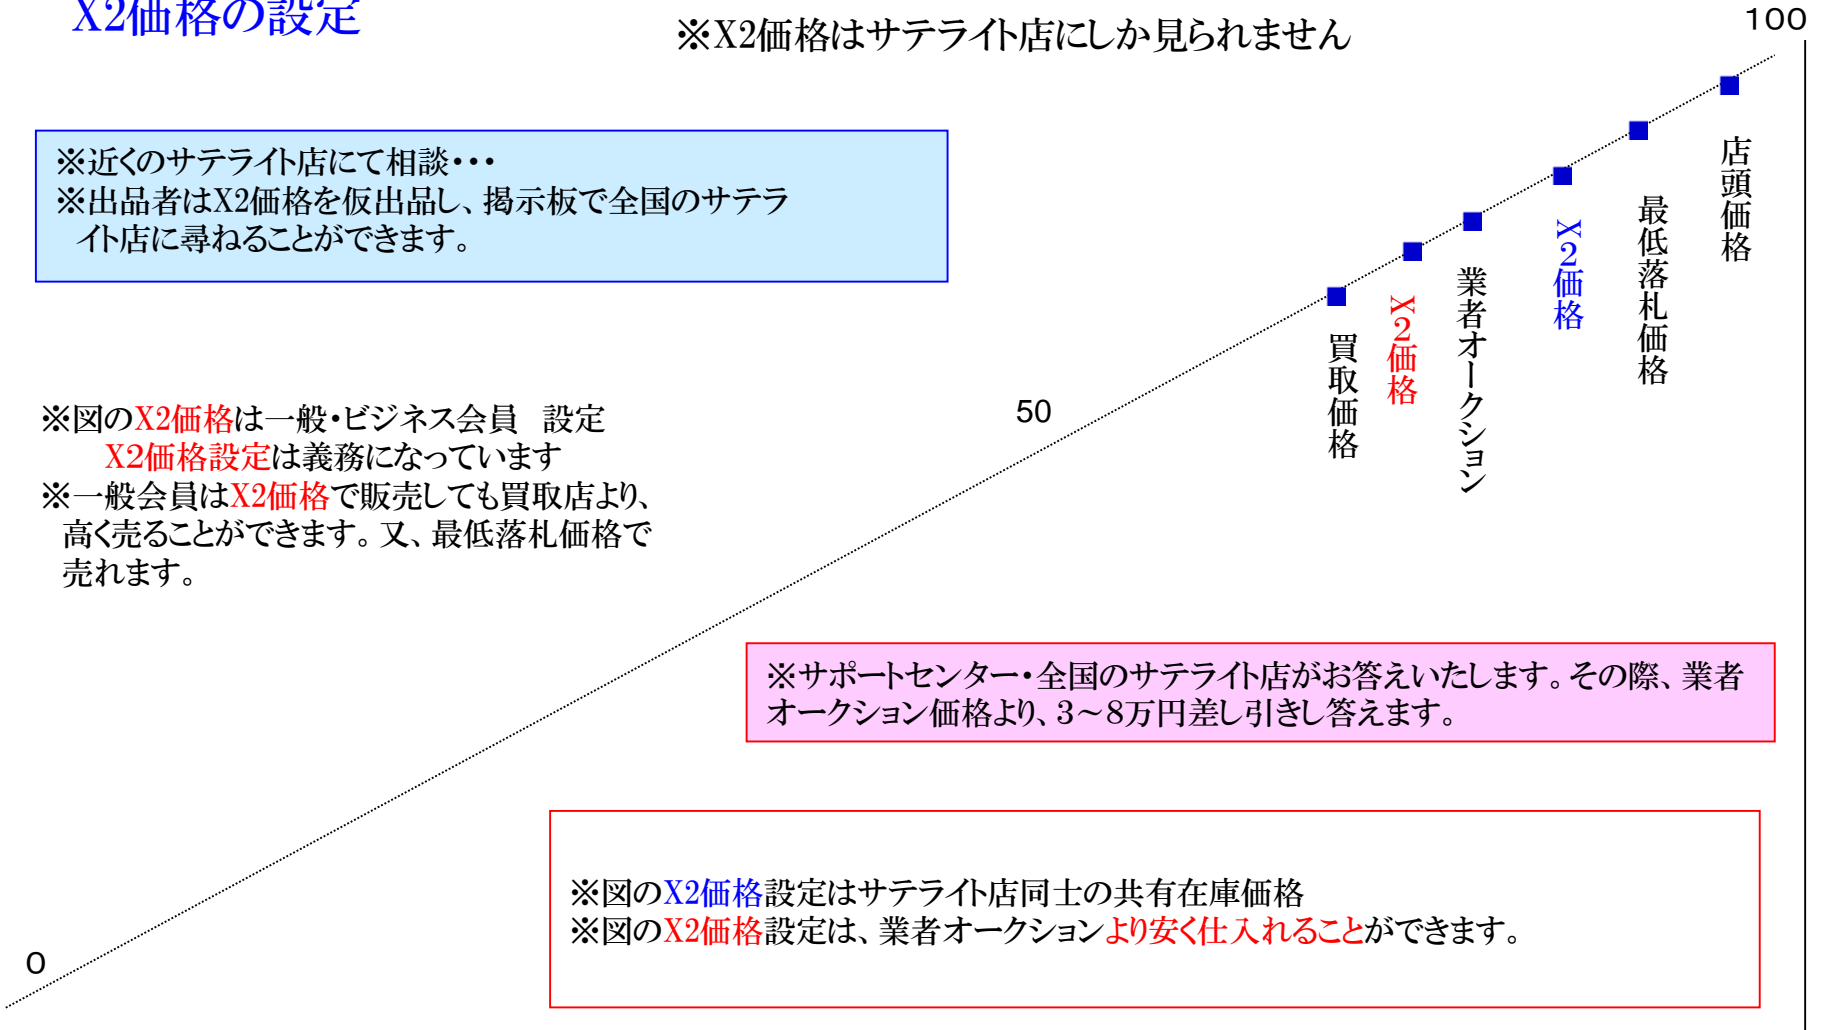 X2価格の設定
※X2価格はサテライト店にしか見られません
100
※近くのサテライト店にて相談・・・
※出品者はX2価格を仮出品し、掲示板で全国のサテラ
イト店に尋ねることができます。
店頭価格
最低落札価格
X2価格
業者オークション
X2価格
買取価格
50
※図のX2価格は一般・ビジネス会員　設定
X2価格設定は義務になっています
※一般会員はX2価格で販売しても買取店より、
高く売ることができます。又、最低落札価格で
売れます。
※サポートセンター・全国のサテライト店がお答えいたします。その際、業者
オークション価格より、3～8万円差し引きし答えます。
※図のX2価格設定はサテライト店同士の共有在庫価格
※図のX2価格設定は、業者オークションより安く仕入れることができます。
0